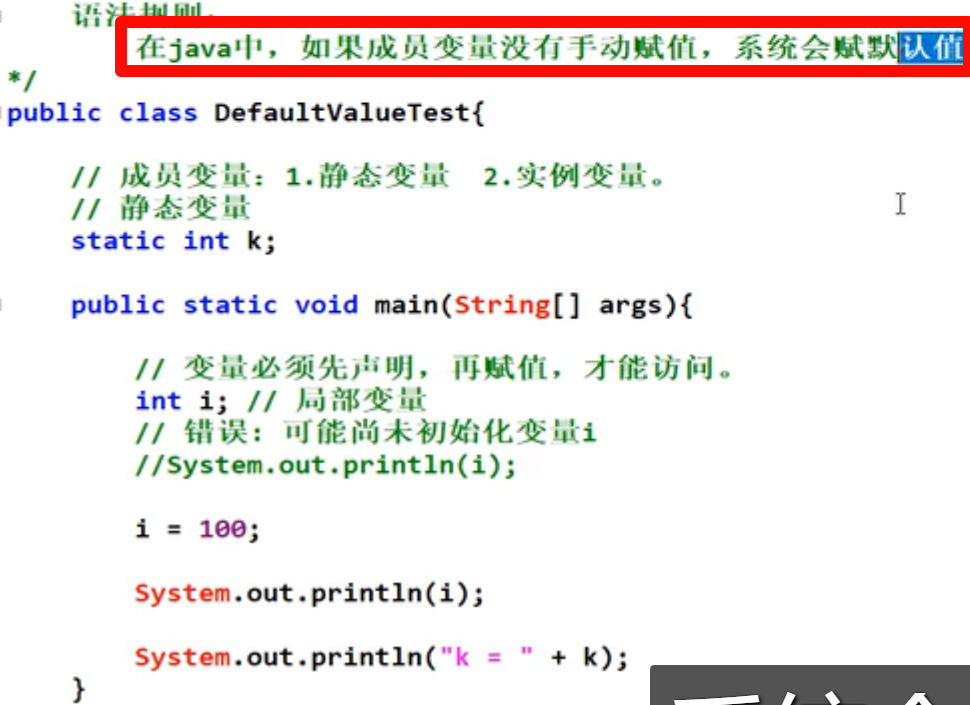 语法规则:
在java中，如果成员变量没有手动赋值，系统会赋默认值
*/
public class DefaultValueTest{
// 成员变量：1.静态变量  2.实例变量。
// 静态变量
static int k;
public static void main(String[] args){
// 变量必须先声明，再赋值，才能访问。
int i; // 局部变量
// 错误：可能尚未初始化变量i
//System.out.println(i);
i = 100;
System.out.println(i);
System.out.println("k = " + k);
}